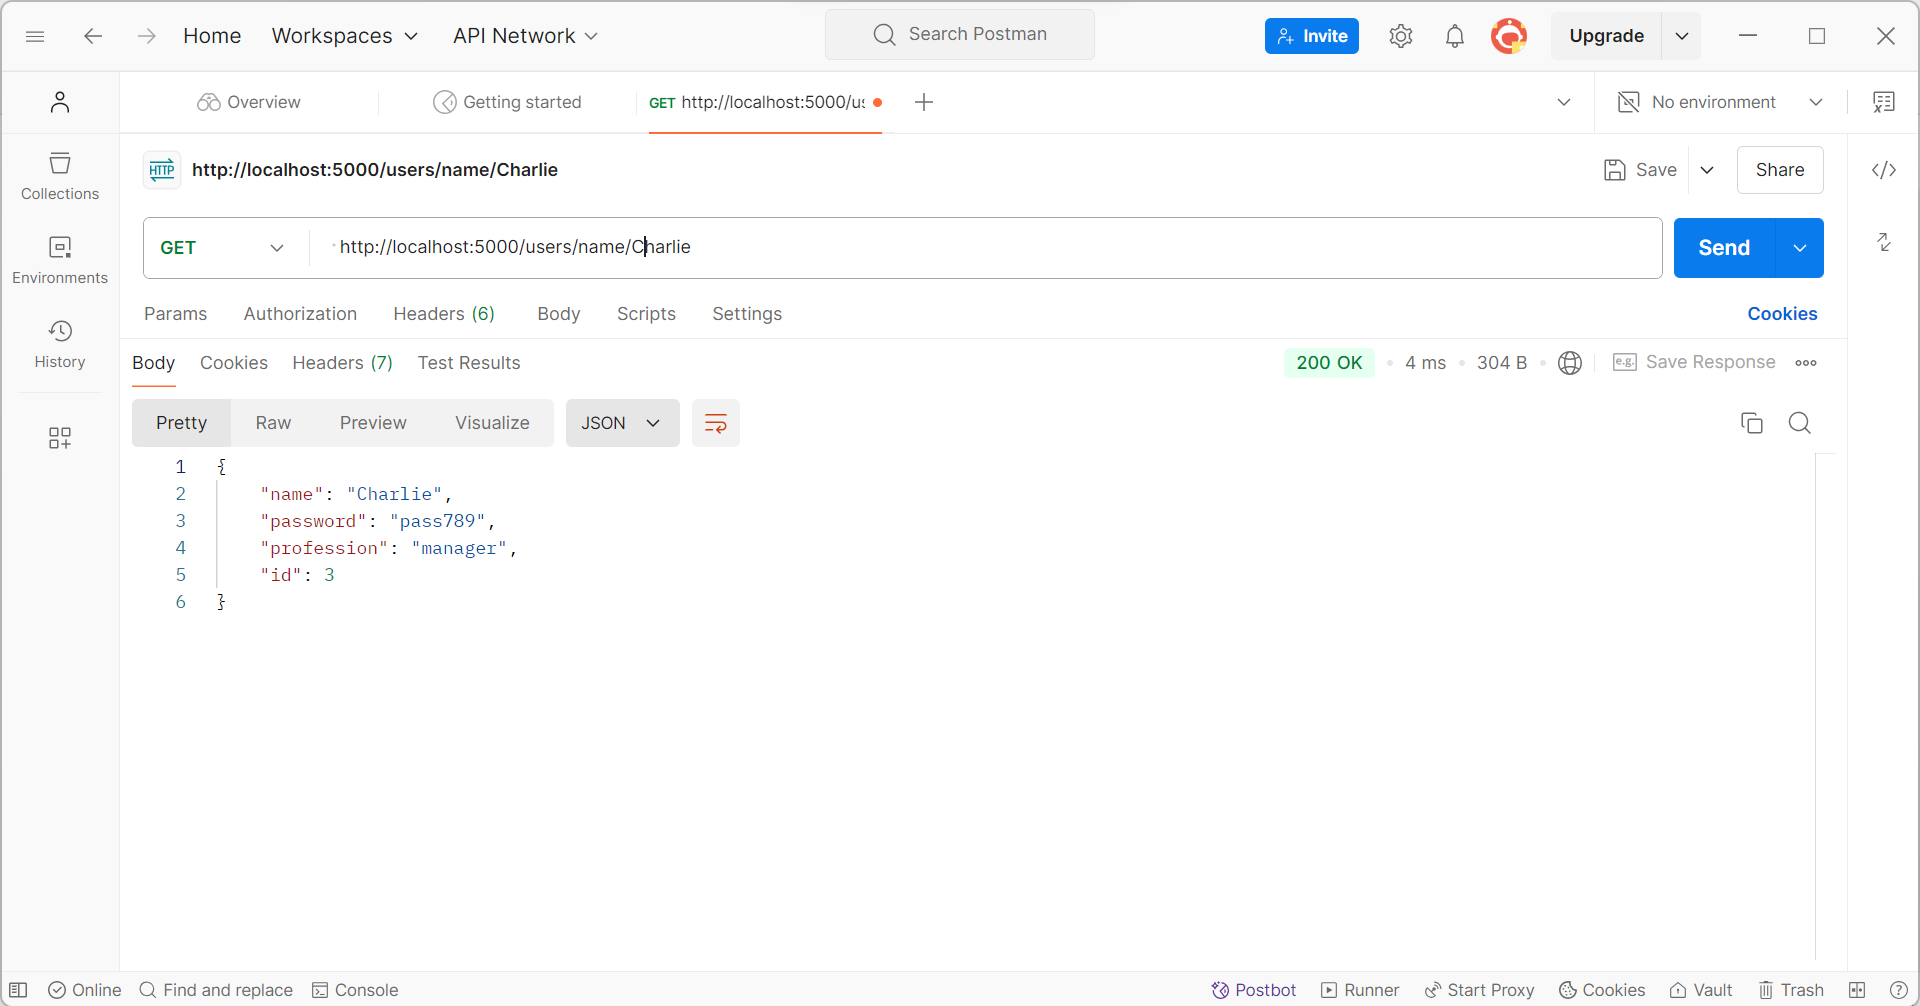 Home Workspaces API Network Search Postman Invite Upgrade
Overview Getting started GET http://localhost:5000/us No environment
HTTP http://localhost:5000/users/name/Charlie Save Share
Collections
GET http://localhost:5000/users/name/Charlie Send
Environments
Params Authorization Headers (6) Body Scripts Settings Cookies
History
Body Cookies Headers (7) Test Results 200 OK 4 ms 304 B e.g. Save Response
Pretty Raw Preview Visualize JSON
1 {
2 "name": "Charlie",
3 "password": "pass789",
4 "profession": "manager",
5 "id": 3
6 }
Online Find and replace Console Postbot Runner Start Proxy Cookies Vault Trash